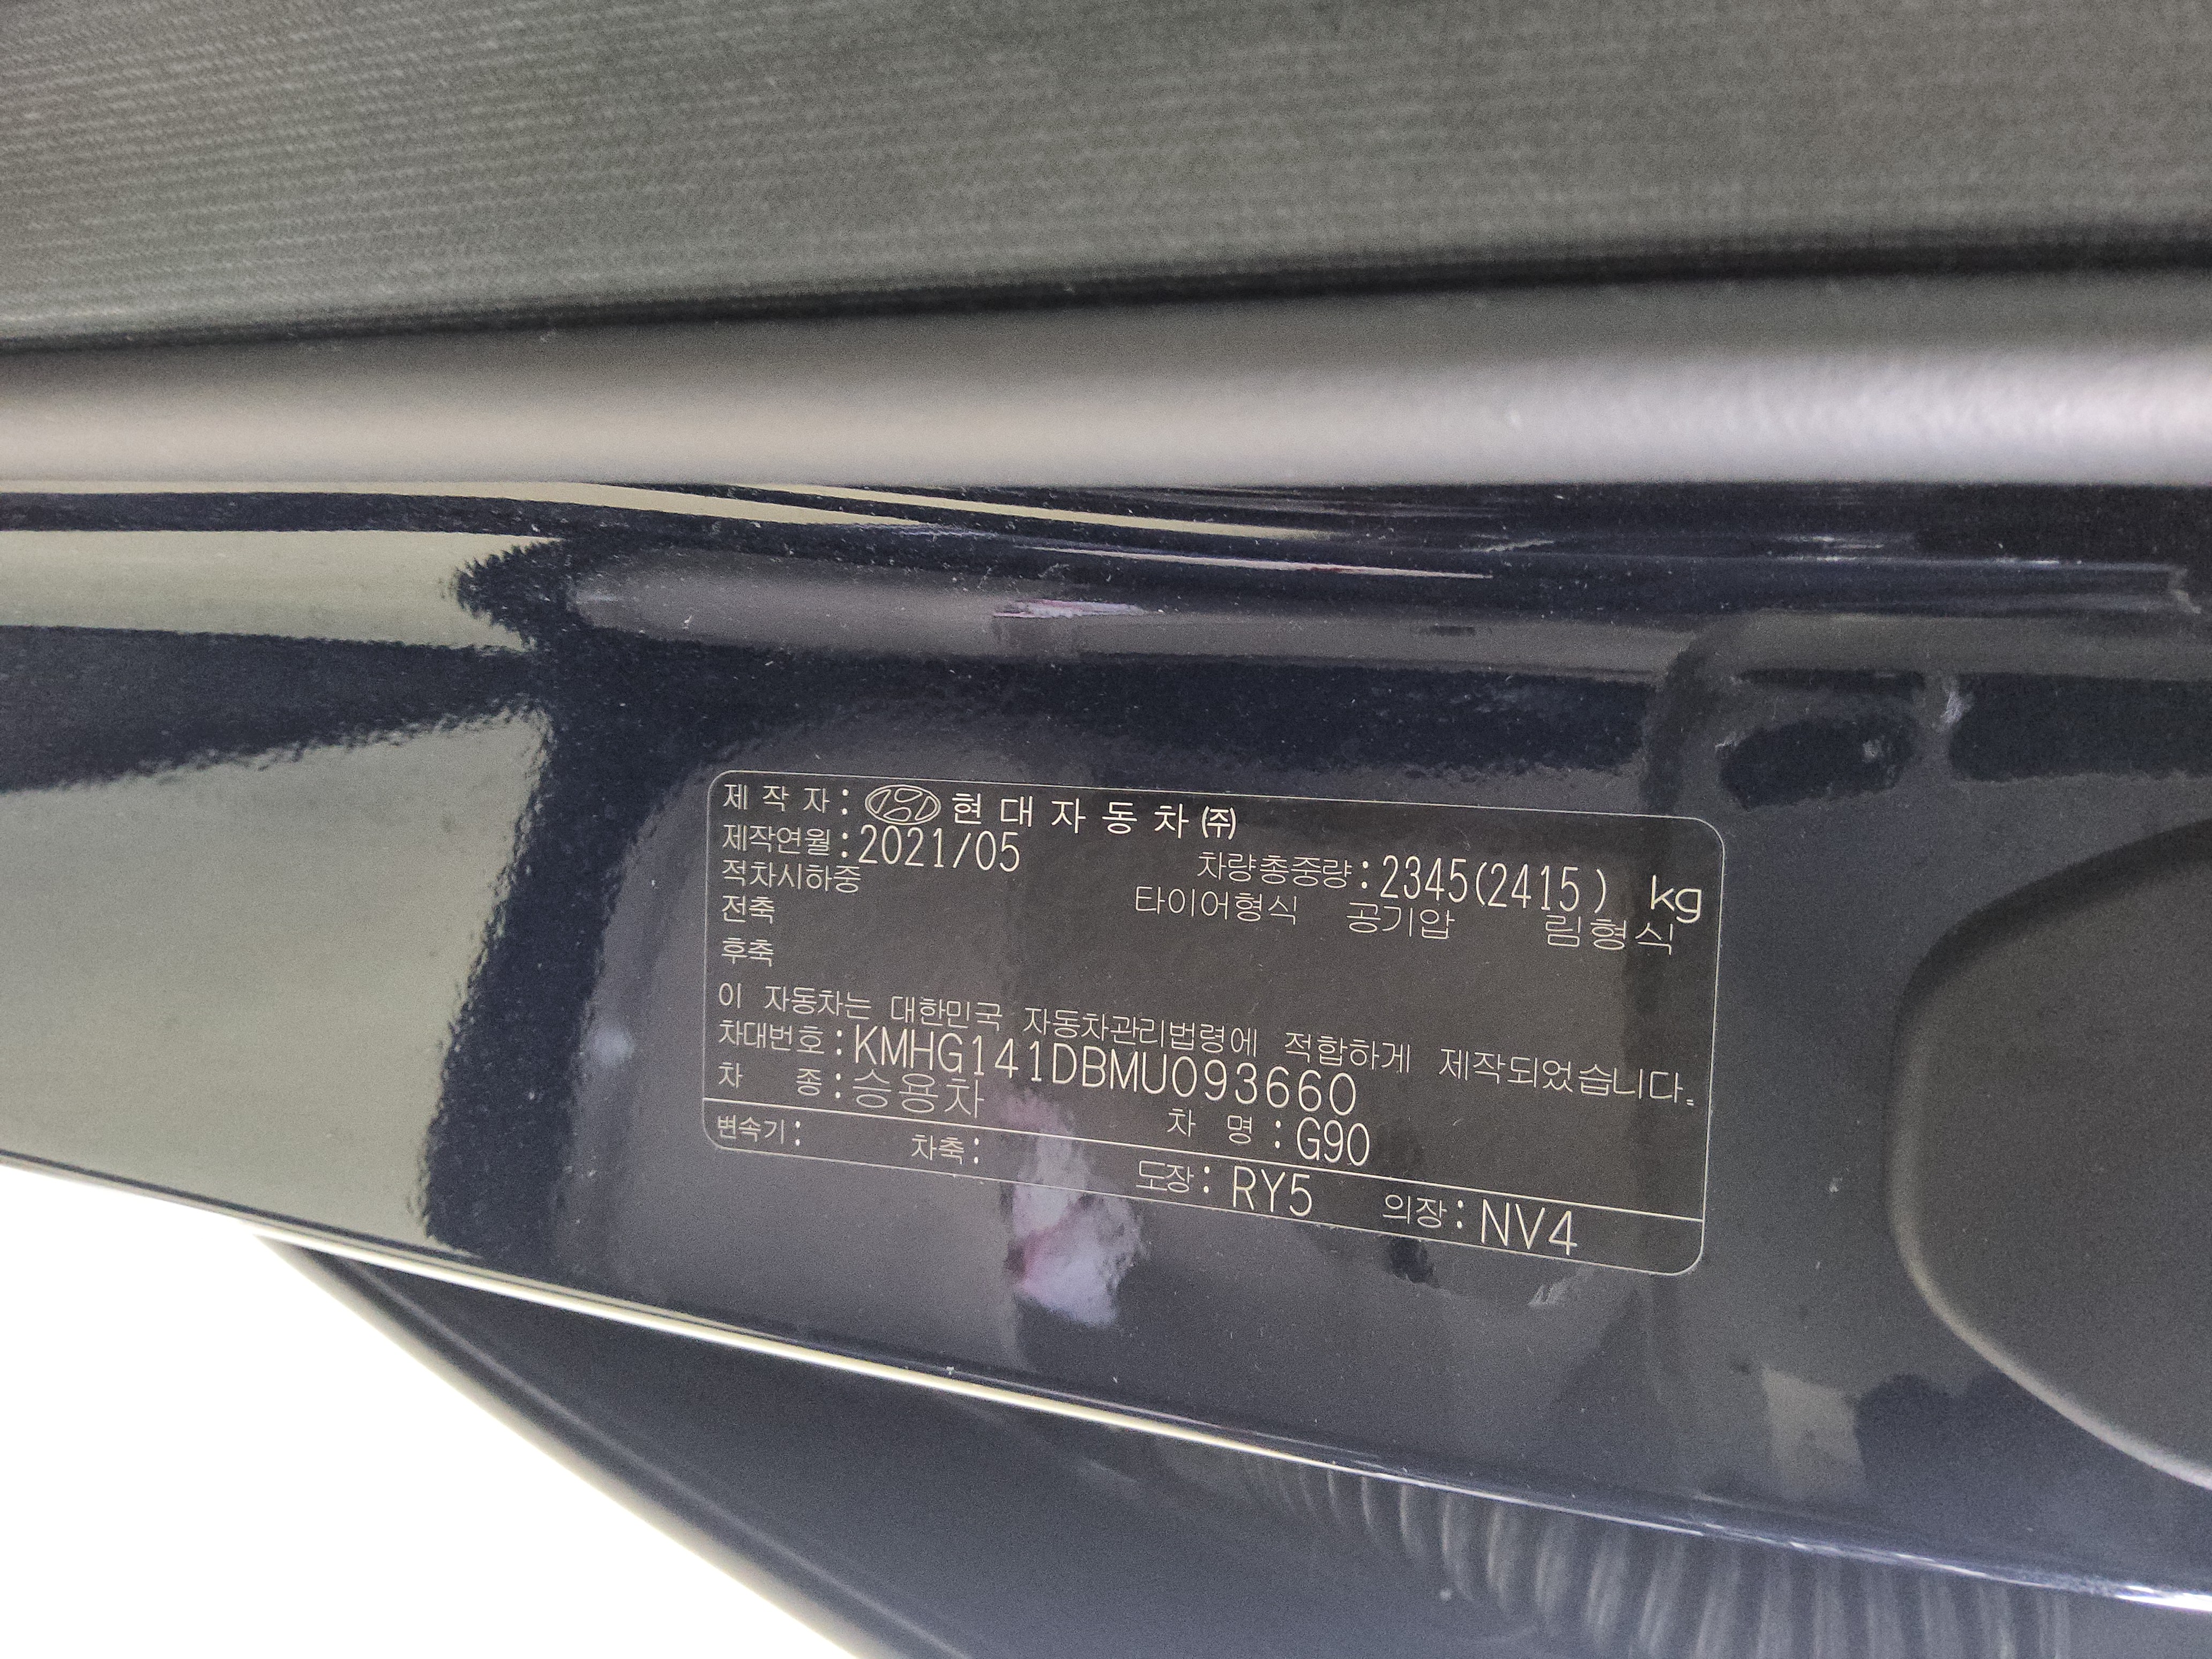 제 작 자 : 현 대 자 동 차 ㈜
제작연월 : 2021/05 차량총중량 : 2345(2415) kg
적차시하중 타이어형식 공기압 림형식
전축
후축
이 자동차는 대한민국 자동차관리법령에 적합하게 제작되었습니다.
차대번호 : KMHG141DBMU093660
차 종 : 승용차 차 명 : G90
변속기 : 차축 : 도장 : RY5 의장 : NV4